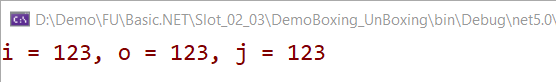 D:\Demo\FU\Basic.NET\Slot_02_03\DemoBoxing_UnBoxing\bin\Debug\net5.0\
i = 123, o = 123, j = 123